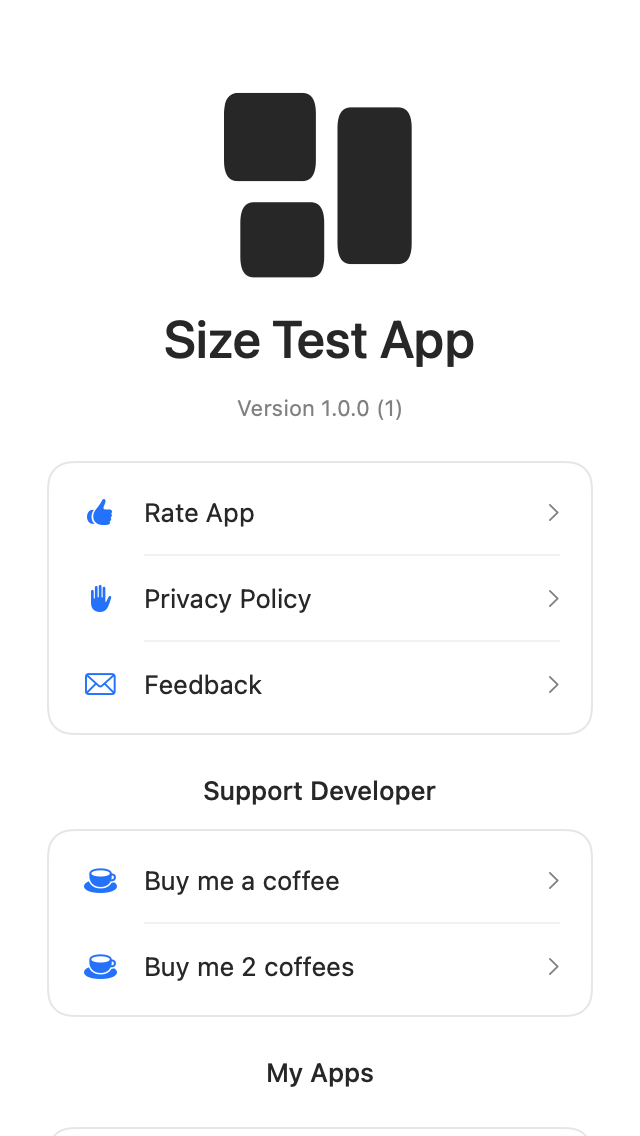 Size Test App
Version 1.0.0 (1)
Rate App
Privacy Policy
Feedback
Support Developer
Buy me a coffee
Buy me 2 coffees
My Apps